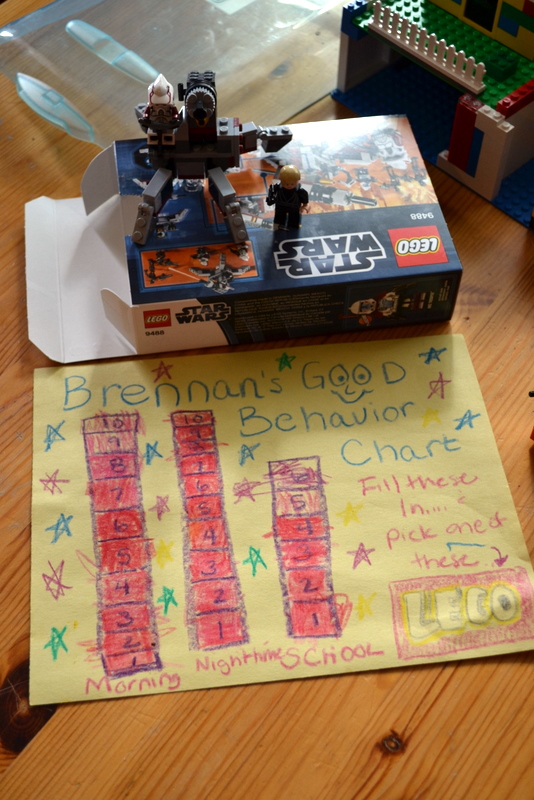 9488
LEGO
STAR WARS
LEGO
STAR WARS
9488
Brennan's GOOD
Behavior
Chart
Fill these
In....
pick one of
these
LEGO
10
9
8
7
6
5
4
3
2
1
Morning
10
7
6
5
4
3
2
1
Nighttime
6
5
4
3
2
1
SCHOOL